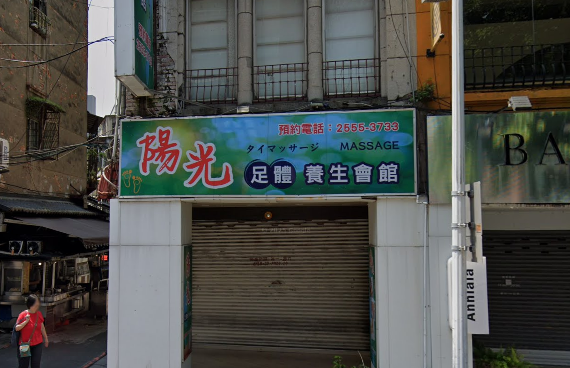 預約電話：2555-3733
タイマッサージ MASSAGE
陽光 足體 養生會館
BA
Annlala